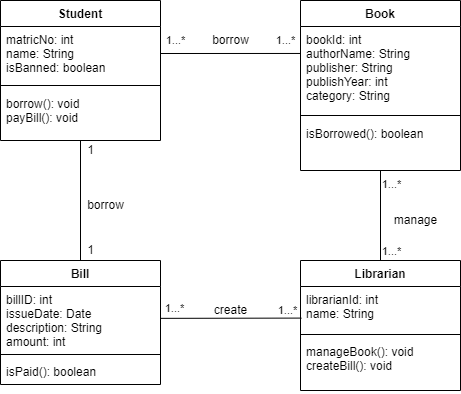 Student
matricNo: int
name: String
isBanned: boolean
borrow(): void
payBill(): void
1...*
borrow
1...*
Book
bookId: int
authorName: String
publisher: String
publishYear: int
category: String
isBorrowed(): boolean
1
borrow
1
1...*
manage
1...*
Bill
billID: int
issueDate: Date
description: String
amount: int
isPaid(): boolean
1...*
create
1...*
Librarian
librarianId: int
name: String
manageBook(): void
createBill(): void